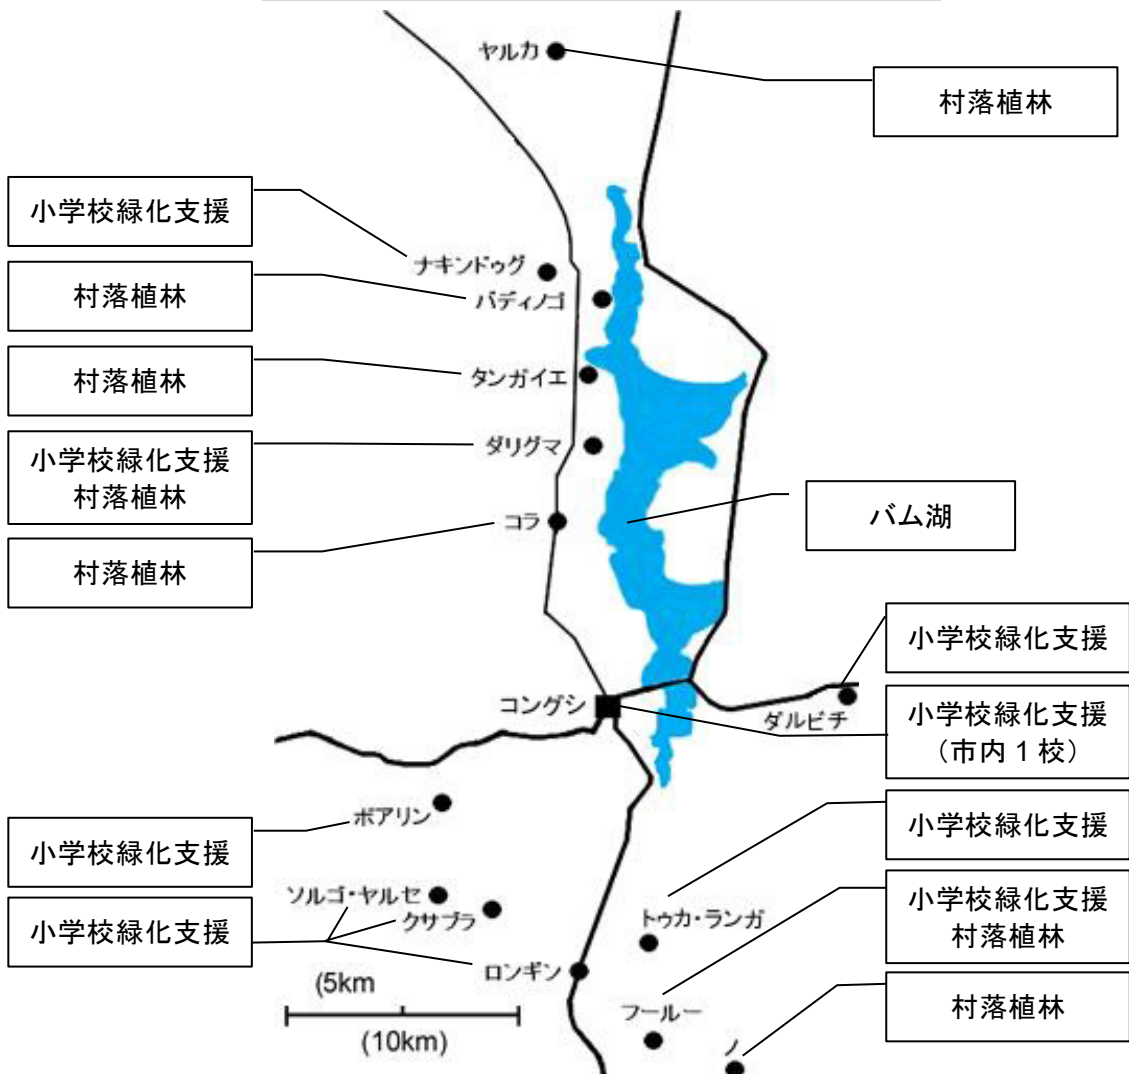 ヤルカ
村落植林
小学校緑化支援
ナキンドゥグ
村落植林
バディノゴ
村落植林
タンガイエ
小学校緑化支援
村落植林
ダリグマ
バム湖
コラ
村落植林
小学校緑化支援
コングシ
ダルビチ
小学校緑化支援
（市内１校）
ボアリン
小学校緑化支援
小学校緑化支援
ソルゴ・ヤルセ
クサブラ
小学校緑化支援
トゥカ・ランガ
小学校緑化支援
村落植林
ロンギン
(5km
(10km)
フールー
村落植林
ノ